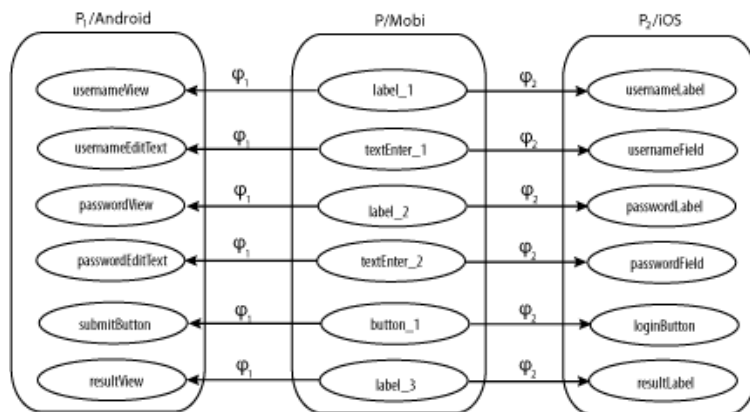 P₁/Android P/Mobi P₂/iOS
usernameView φ₁ label_1 φ₂ usernameLabel
usernameEditText φ₁ textEnter_1 φ₂ usernameField
passwordView φ₁ label_2 φ₂ passwordLabel
passwordEditText φ₁ textEnter_2 φ₂ passwordField
submitButton φ₁ button_1 φ₂ loginButton
resultView φ₁ label_3 φ₂ resultLabel